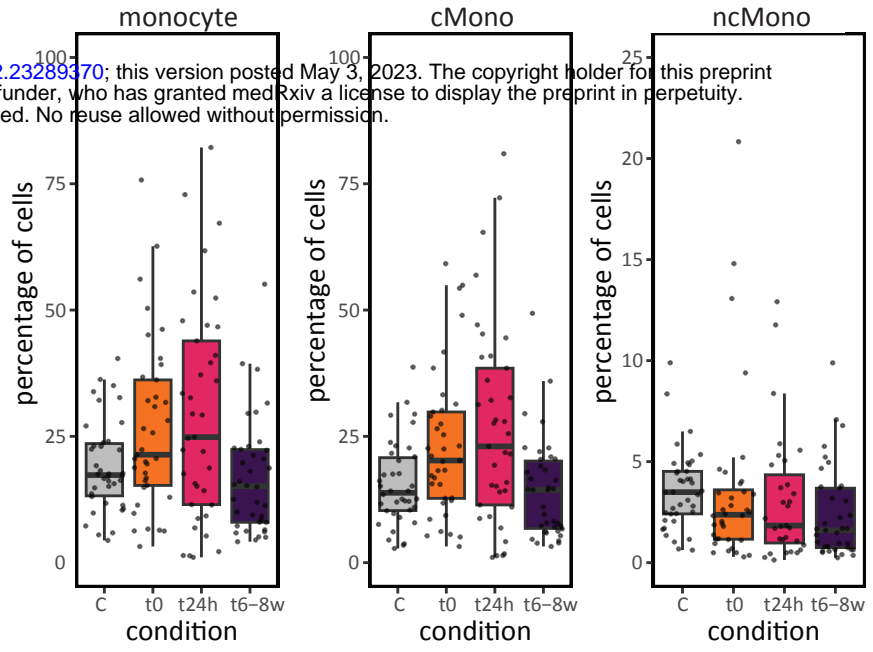 monocyte cMono ncMono
100 100 25
2.23289370; this version posted May 3, 2023. The copyright holder for this preprint
funder, who has granted medRxiv a license to display the preprint in perpetuity.
ed. No reuse allowed without permission.
percentage of cells
75
50
25
0
C t0 t24h t6–8w
condition
percentage of cells
75
50
25
0
C t0 t24h t6–8w
condition
percentage of cells
20
15
10
5
0
C t0 t24h t6–8w
condition